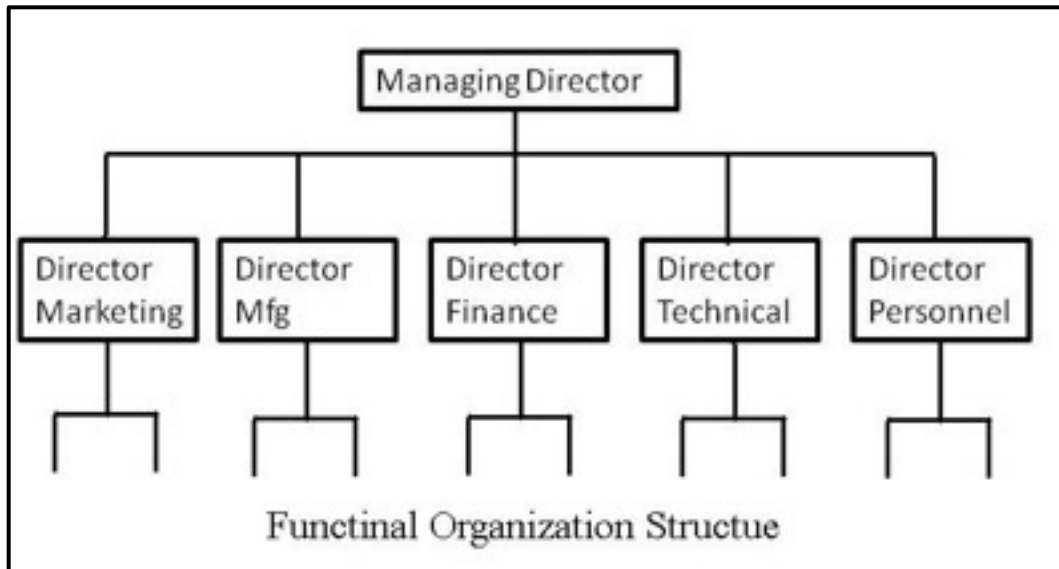 Managing Director
Director
Marketing
Director
Mfg
Director
Finance
Director
Technical
Director
Personnel
Functinal Organization Structue